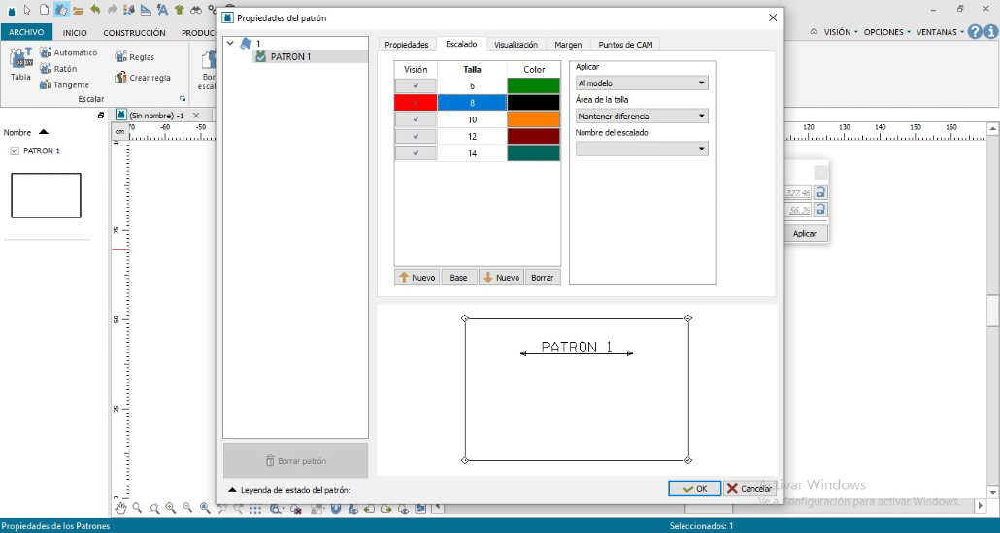 Propiedades del patrón
ARCHIVO INICIO CONSTRUCCIÓN PRODUC
VISIÓN OPCIONES VENTANAS
Tabla
Automático
Ratón
Tangente
Reglas
Crear regla
Bor
escal
Escalar
Nombre
PATRON 1
(Sin nombre) -1
cm
-60 -50
120 130 140 150 160
75
50
25
1
PATRON 1
Borrar patrón
Leyenda del estado del patrón:
Propiedades Escalado Visualización Margen Puntos de CAM
Visión Talla Color
6
8
10
12
14
Nuevo Base Nuevo Borrar
Aplicar
Al modelo
Área de la talla
Mantener diferencia
Nombre del escalado
PATRON 1
OK Cancelar
327.46
56.35
Aplicar
Activar Windows
Ve a Configuración para activar Windows.
Propiedades de los Patrones
Seleccionados: 1